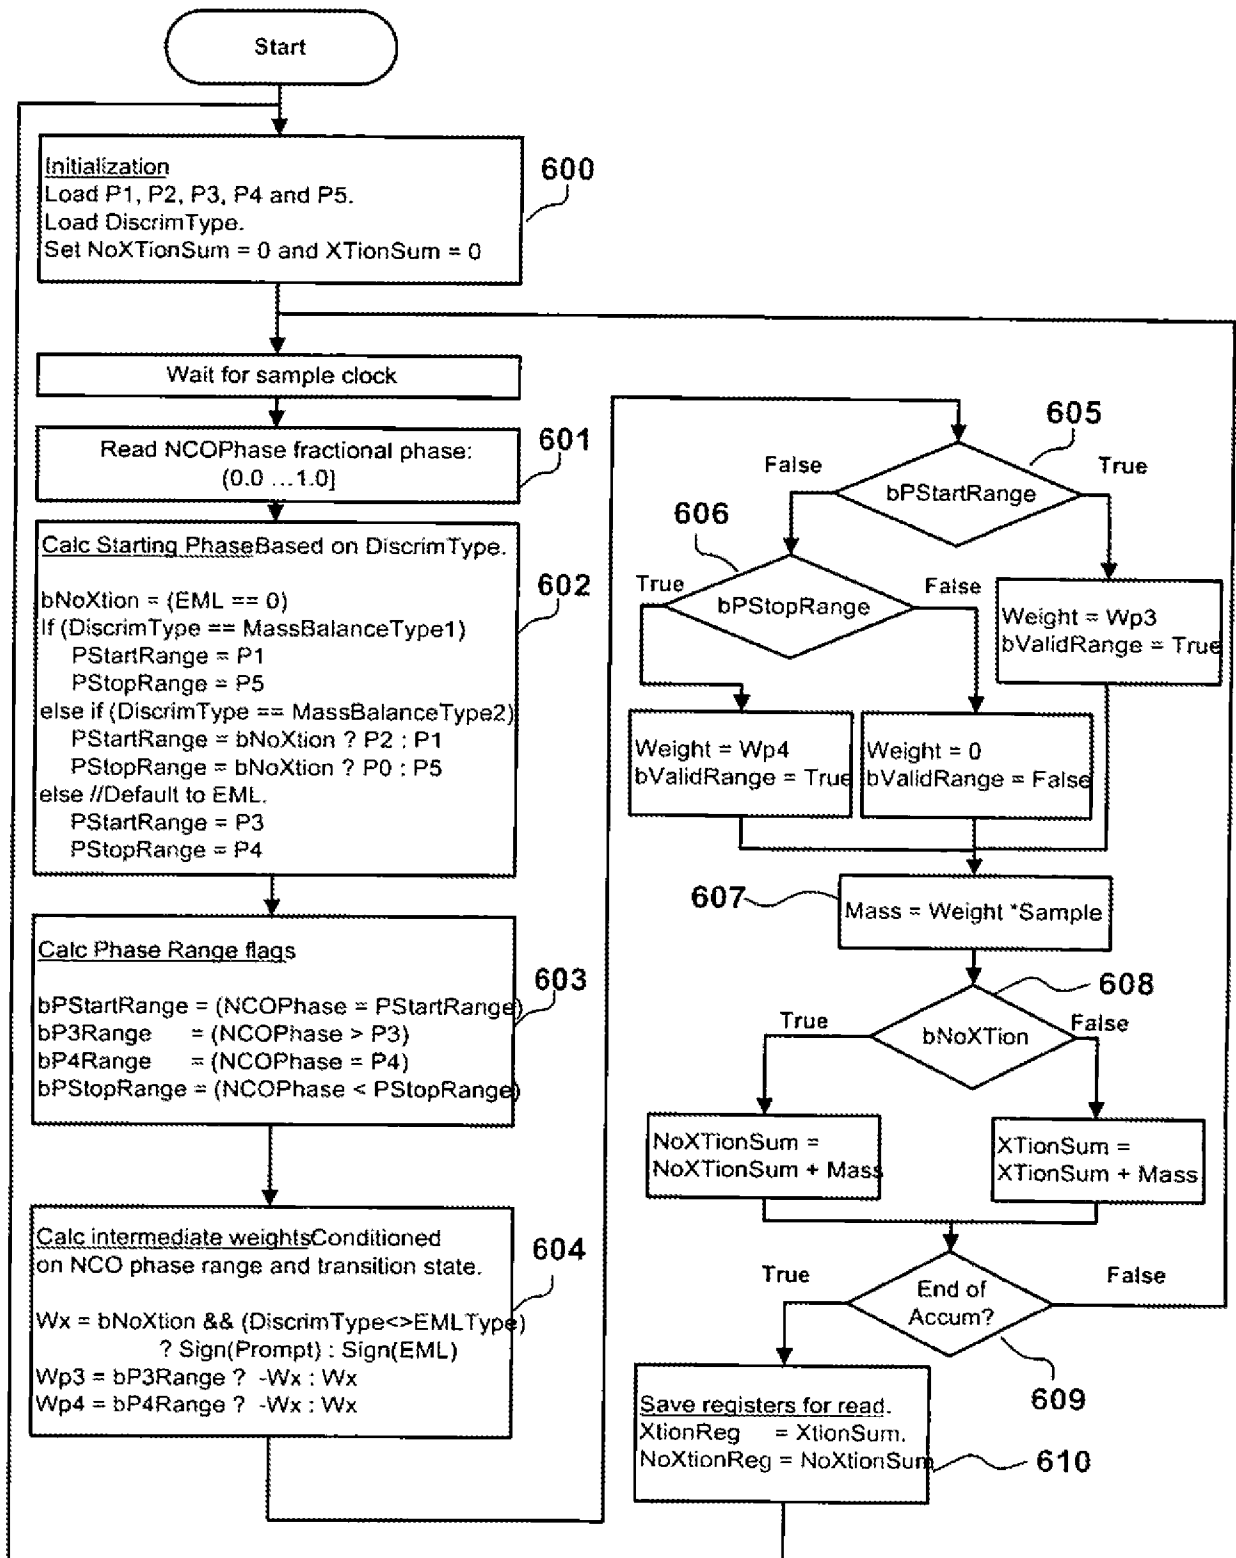 Start
Initialization
Load P1, P2, P3, P4 and P5.
Load DiscrimType.
Set NoXTionSum = 0 and XTionSum = 0
600
Wait for sample clock
Read NCOPhase fractional phase:
(0.0 ...1.0]
601
Calc Starting PhaseBased on DiscrimType.
bNoXtion = (EML == 0)
If (DiscrimType == MassBalanceType1)
PStartRange = P1
PStopRange = P5
else if (DiscrimType == MassBalanceType2)
PStartRange = bNoXtion ? P2 : P1
PStopRange = bNoXtion ? P0 : P5
else //Default to EML.
PStartRange = P3
PStopRange = P4
602
Calc Phase Range flags
bPStartRange = (NCOPhase = PStartRange)
bP3Range = (NCOPhase > P3)
bP4Range = (NCOPhase = P4)
bPStopRange = (NCOPhase < PStopRange)
603
Calc intermediate weightsConditioned
on NCO phase range and transition state.
Wx = bNoXtion && (DiscrimType<>EMLType)
? Sign(Prompt) : Sign(EML)
Wp3 = bP3Range ? -Wx : Wx
Wp4 = bP4Range ? -Wx : Wx
604
605
False
True
bPStartRange
606
True
False
bPStopRange
Weight = Wp3
bValidRange = True
Weight = Wp4
bValidRange = True
Weight = 0
bValidRange = False
607
Mass = Weight *Sample
608
True
False
bNoXTion
NoXTionSum =
NoXTionSum + Mass
XTionSum =
XTionSum + Mass
True
False
End of
Accum?
609
Save registers for read.
XtionReg = XtionSum.
NoXtionReg = NoXtionSum
610